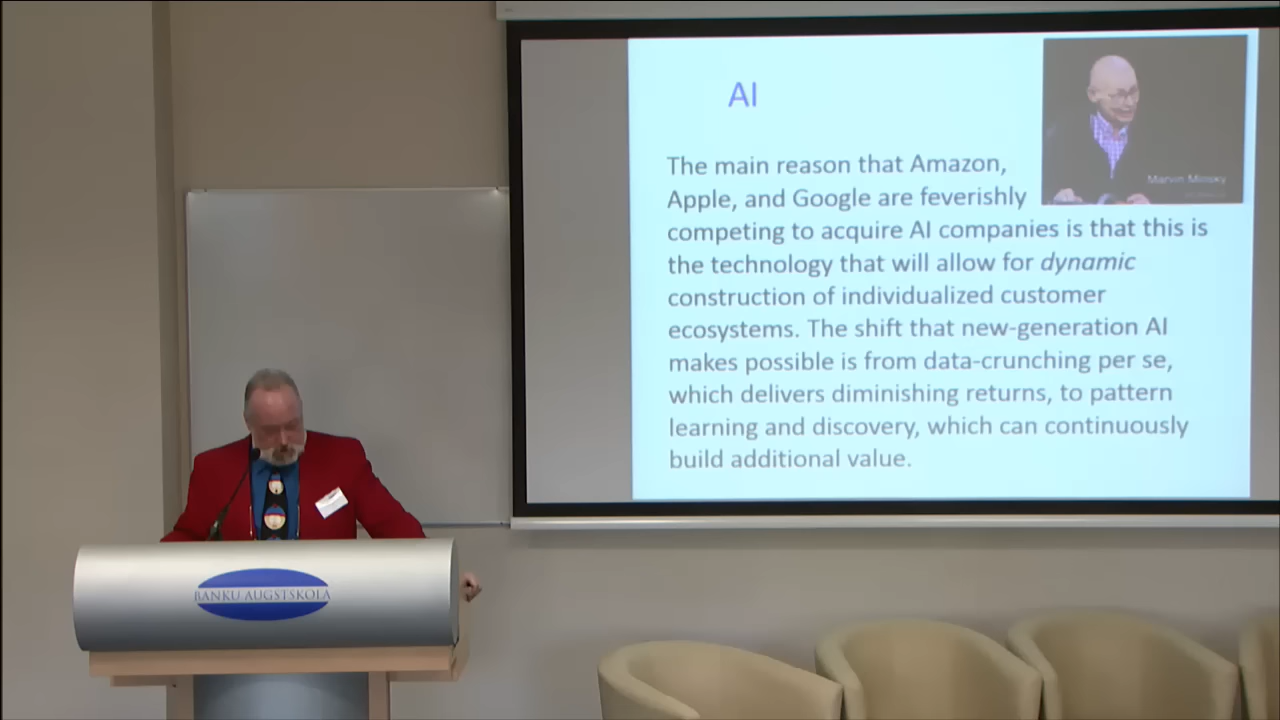 AI
The main reason that Amazon,
Apple, and Google are feverishly
competing to acquire AI companies is that this is
the technology that will allow for dynamic
construction of individualized customer
ecosystems. The shift that new-generation AI
makes possible is from data-crunching per se,
which delivers diminishing returns, to pattern
learning and discovery, which can continuously
build additional value.
Marvin Minsky
BANKU AUGSTSKOLA